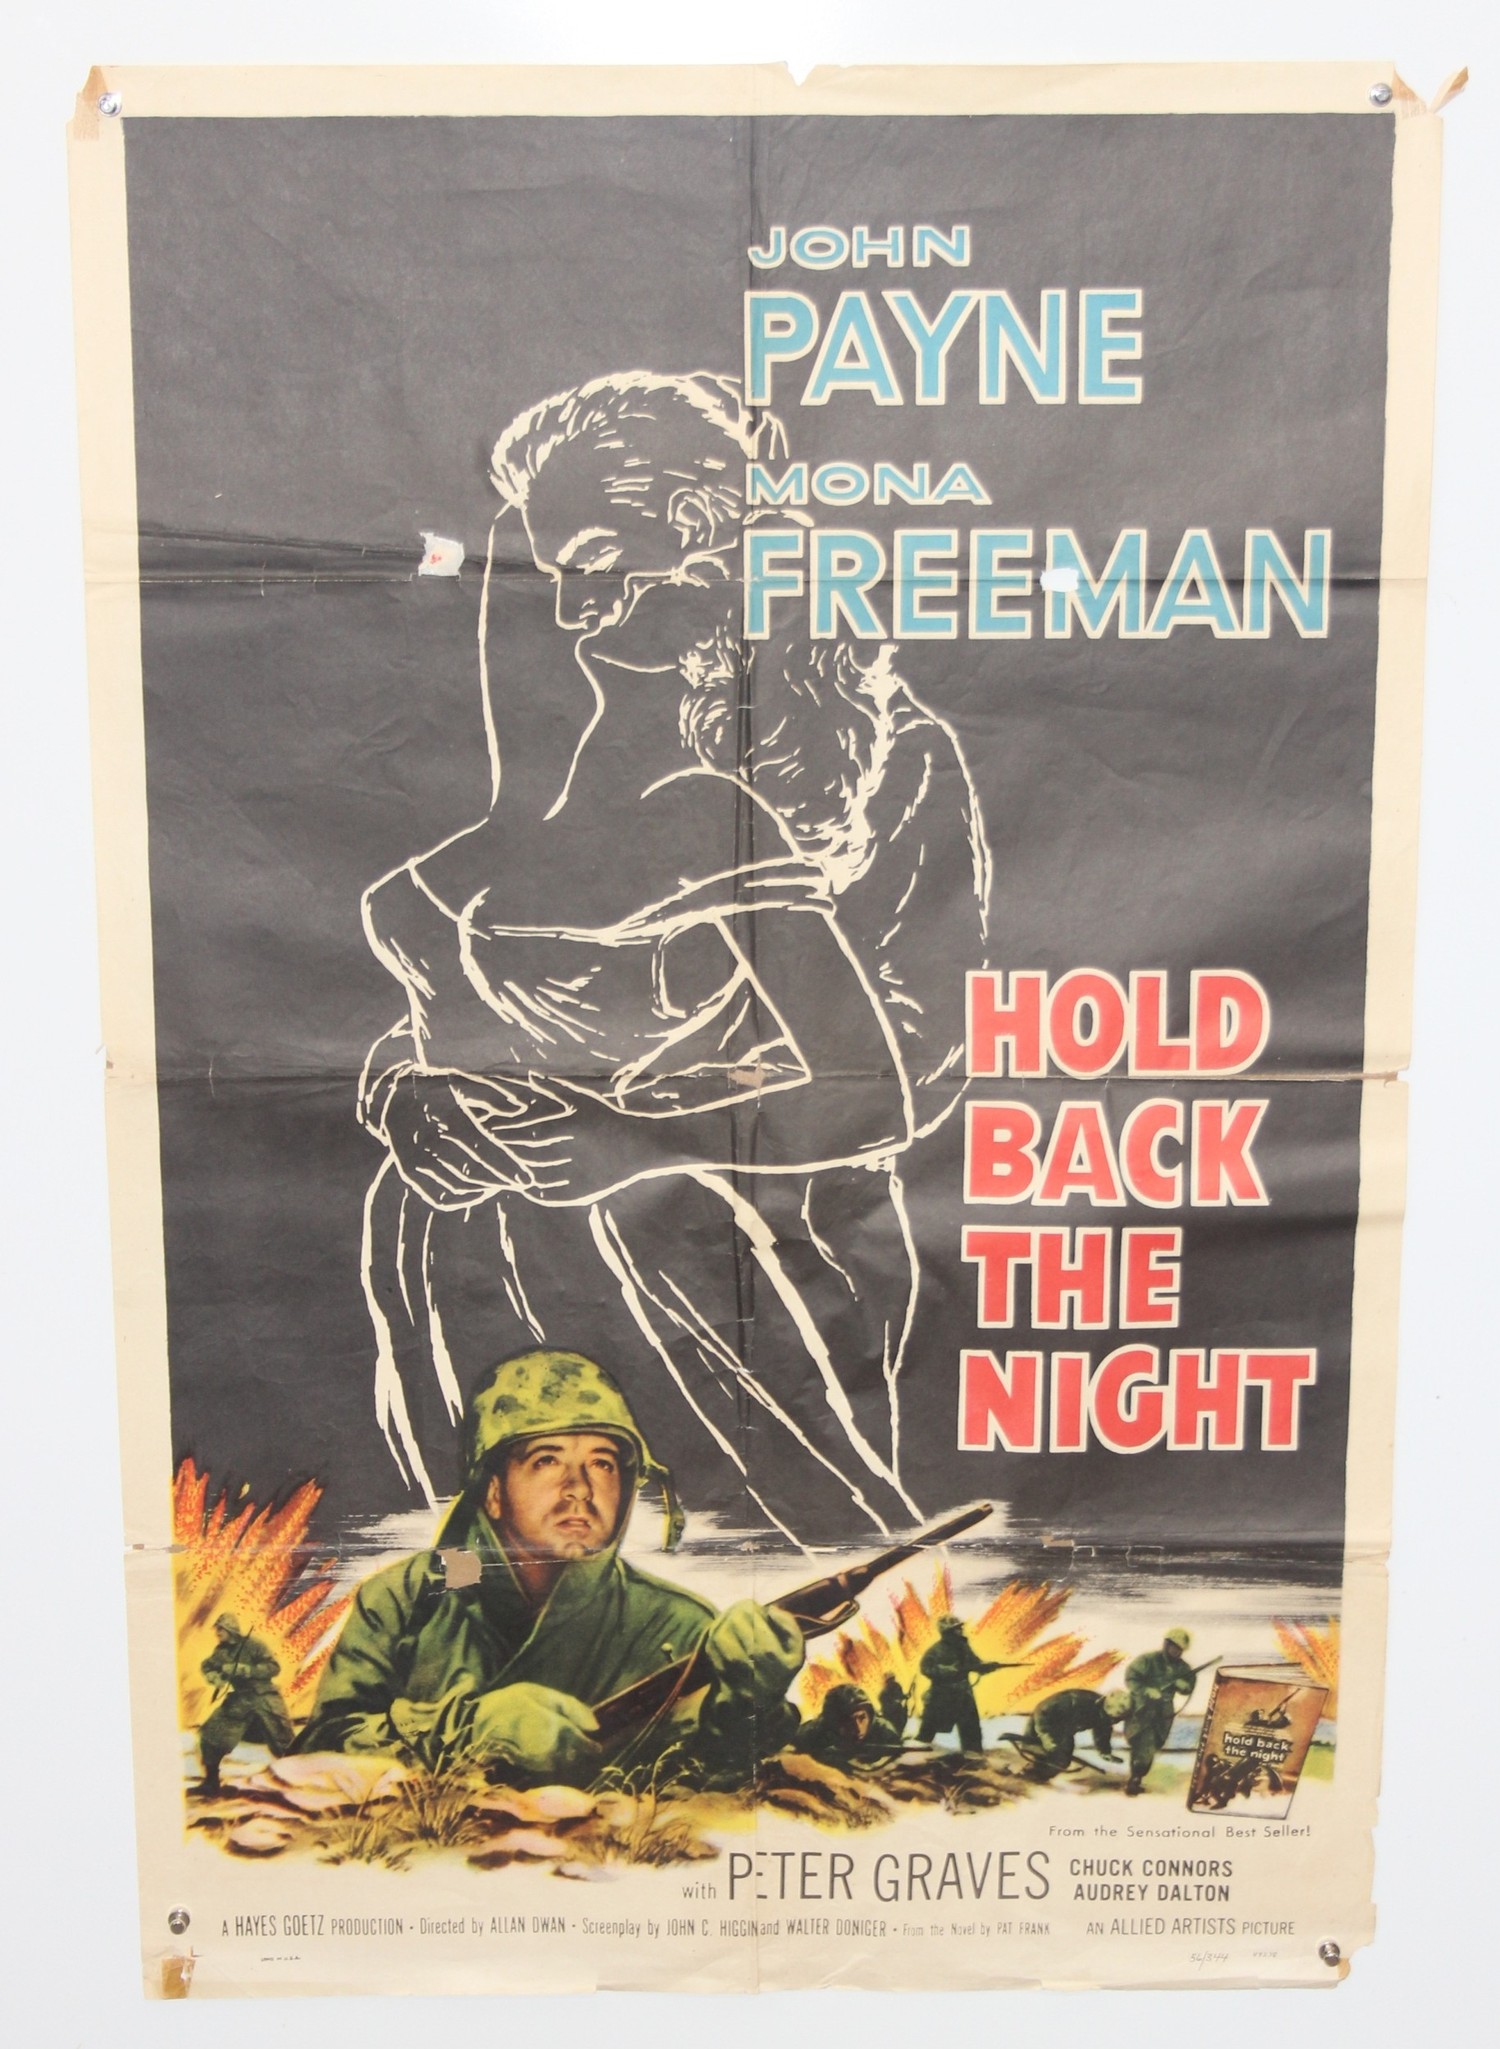 JOHN
PAYNE
MONA
FREEMAN
HOLD
BACK
THE
NIGHT
hold back
the night
From the Sensational Best Seller!
with PETER GRAVES
CHUCK CONNORS
AUDREY DALTON
A HAYES GOETZ PRODUCTION • Directed by ALLAN DWAN • Screenplay by JOHN C. HIGGIN and WALTER DONIGER • From the Novel by PAT FRANK
AN ALLIED ARTISTS PICTURE
56/344